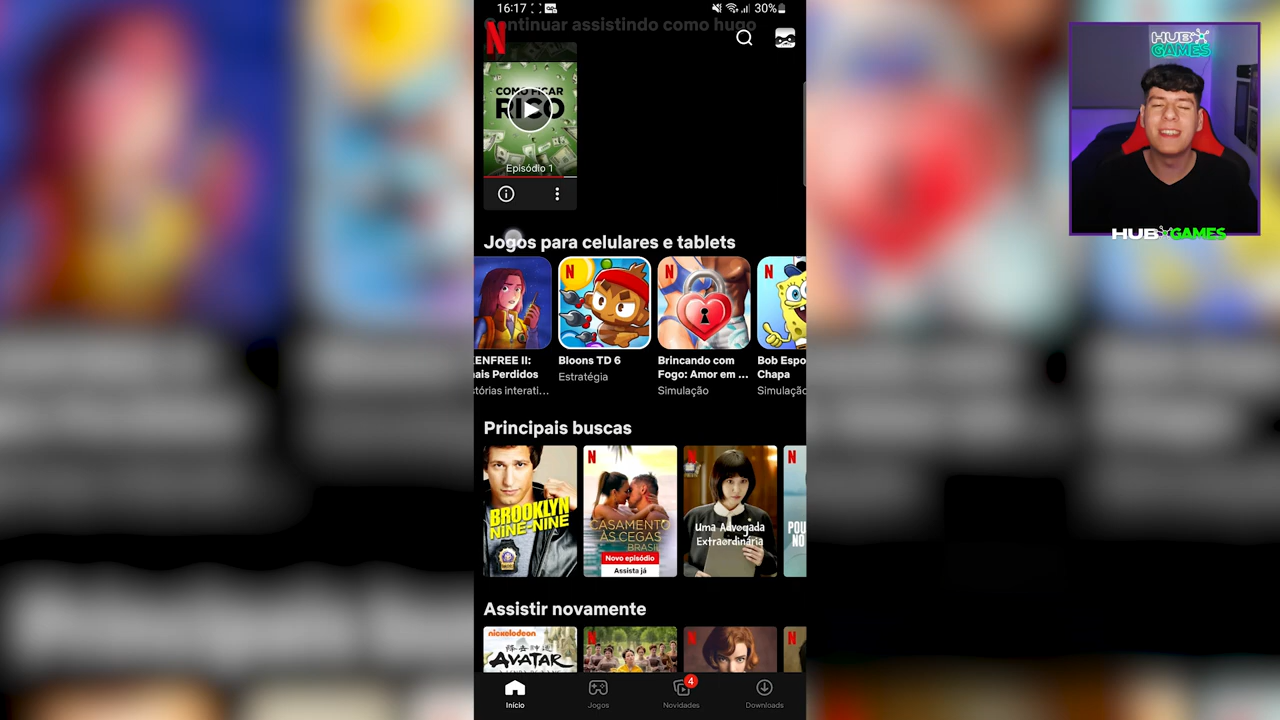 16:17
30%
Continuar assistindo como hugo
N
COMO FICAR
RICO
Episódio 1
Jogos para celulares e tablets
N
N
N
ENFREE II:
ais Perdidos
stórias interati...
Bloons TD 6
Estratégia
Brincando com
Fogo: Amor em ...
Simulação
Bob Espo
Chapa
Simulação
Principais buscas
BROOKLYN
NINE-NINE
N
CASAMENTO
ÀS CEGAS
BRASIL
Novo episódio
Assista já
N
Uma Advogada
Extraordinária
N
POU
NO
Assistir novamente
nickelodeon
AVATAR
N
N
N
Início
Jogos
4
Novidades
Downloads
HUB
GAMES
HUB GAMES